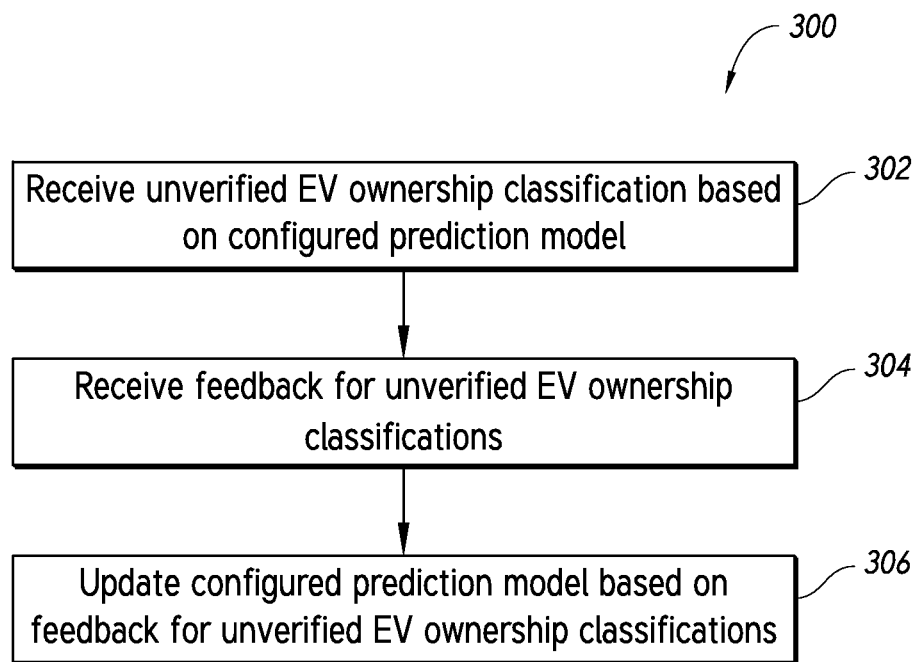 300
Receive unverified EV ownership classification based
on configured prediction model
302
Receive feedback for unverified EV ownership
classifications
304
Update configured prediction model based on
feedback for unverified EV ownership classifications
306